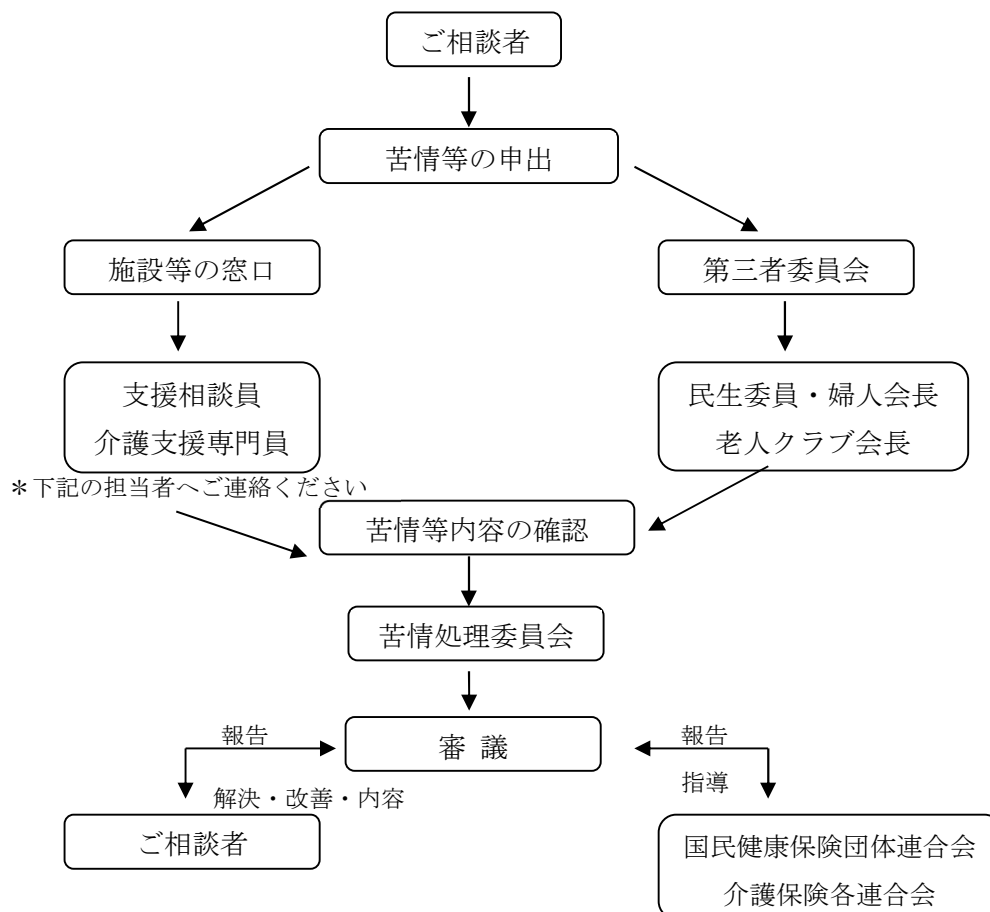 ご相談者
苦情等の申出
施設等の窓口
第三者委員会
支援相談員
介護支援専門員
民生委員・婦人会長
老人クラブ会長
＊下記の担当者へご連絡ください
苦情等内容の確認
苦情処理委員会
報告
審 議
報告
解決・改善・内容
指導
ご相談者
国民健康保険団体連合会
介護保険各連合会